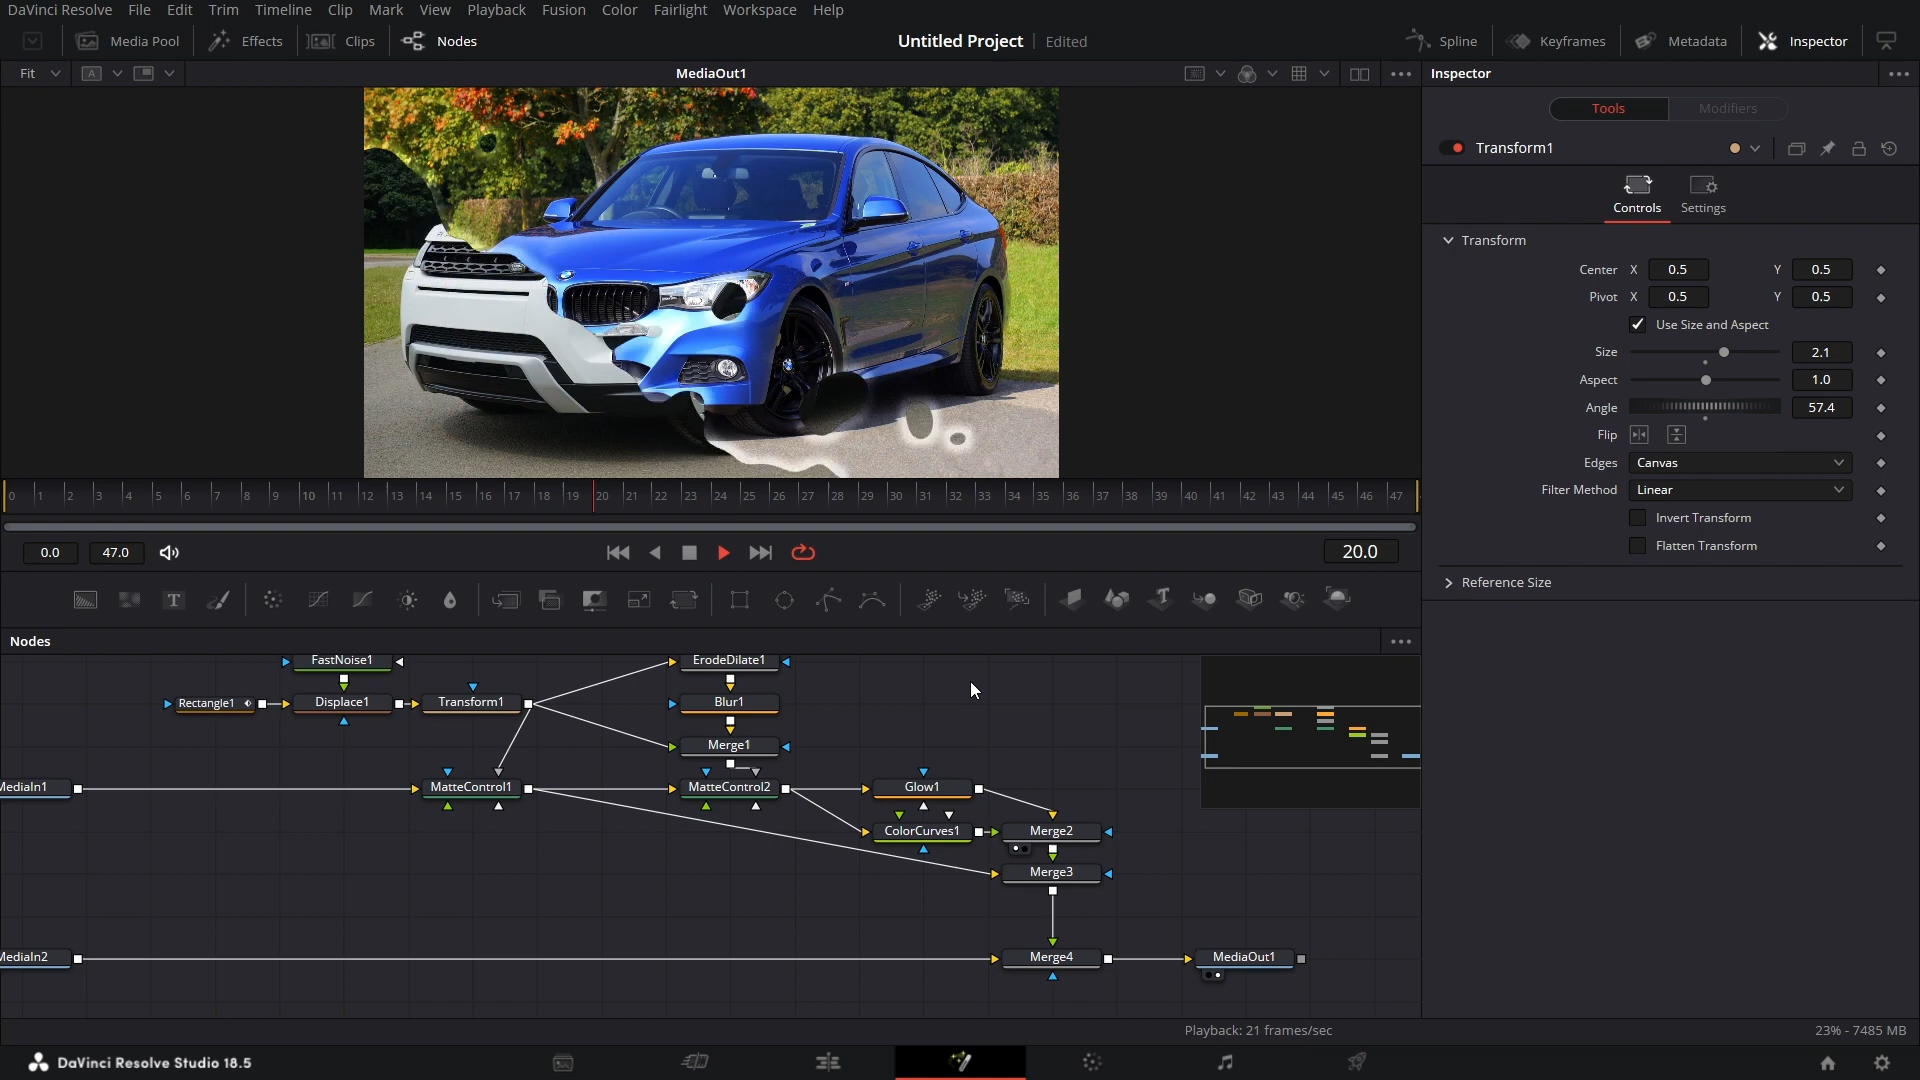 DaVinci Resolve File Edit Trim Timeline Clip Mark View Playback Fusion Color Fairlight Workspace Help
Media Pool Effects Clips Nodes Untitled Project Edited Spline Keyframes Metadata Inspector
Fit A MediaOut1 Inspector
Tools Modifiers
Transform1
Controls Settings
Transform
Center X 0.5 Y 0.5
Pivot X 0.5 Y 0.5
Use Size and Aspect
Size 2.1
Aspect 1.0
Angle 57.4
Flip
Edges Canvas
Filter Method Linear
Invert Transform
Flatten Transform
Reference Size
0 1 2 3 4 5 6 7 8 9 10 11 12 13 14 15 16 17 18 19 20 21 22 23 24 25 26 27 28 29 30 31 32 33 34 35 36 37 38 39 40 41 42 43 44 45 46 47
0.0 47.0 20.0
T T
Nodes
FastNoise1 ErodeDilate1
Rectangle1 Displace1 Transform1 Blur1
Merge1
MediaIn1 MatteControl1 MatteControl2 Glow1
ColorCurves1 Merge2
Merge3
MediaIn2 Merge4 MediaOut1
Playback: 21 frames/sec 23% - 7485 MB
DaVinci Resolve Studio 18.5